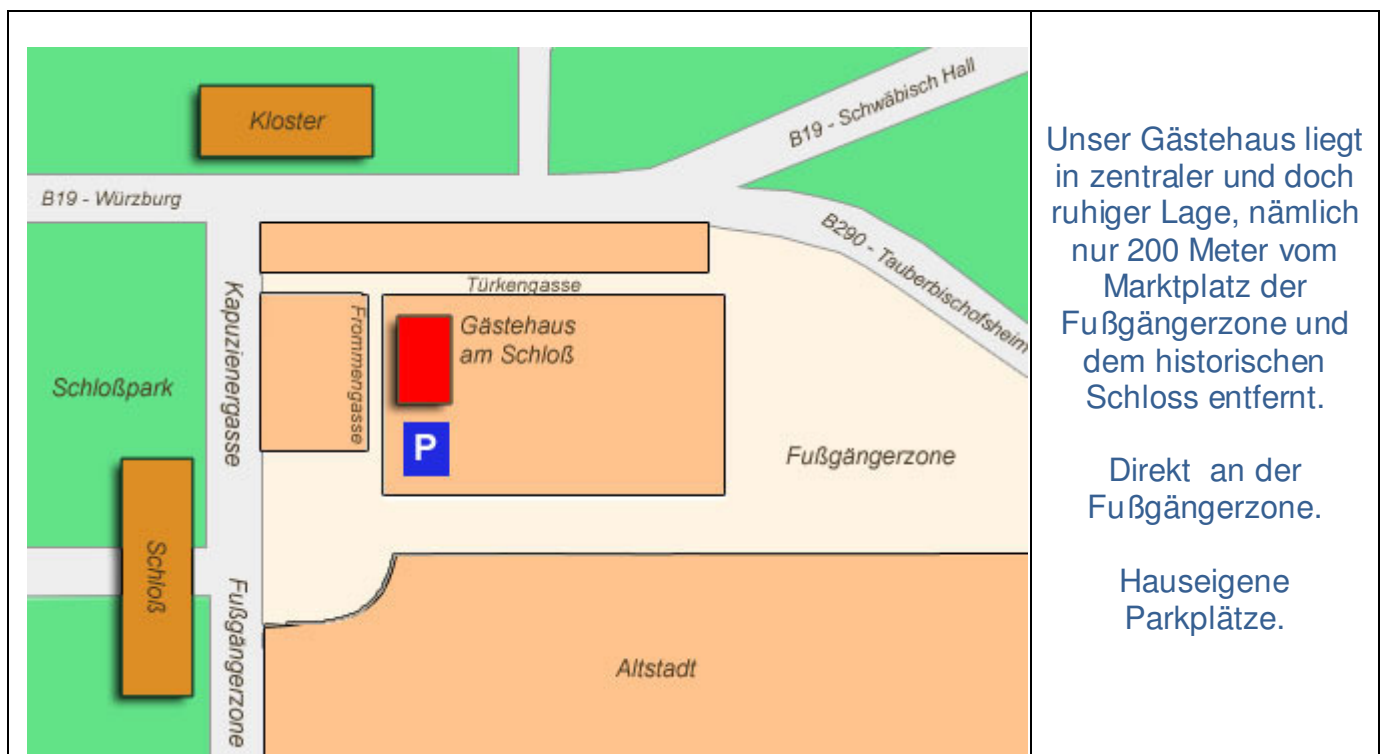 Kloster
B19 - Schwäbisch Hall
B19 - Würzburg
B290 - Tauberbischofsheim
Türkengasse
Kapuzienergasse
Frommengasse
Gästehaus
am Schloß
Schloßpark
P
Fußgängerzone
Schloß
Fußgängerzone
Altstadt
Unser Gästehaus liegt
in zentraler und doch
ruhiger Lage, nämlich
nur 200 Meter vom
Marktplatz der
Fußgängerzone und
dem historischen
Schloss entfernt.
Direkt an der
Fußgängerzone.
Hauseigene
Parkplätze.